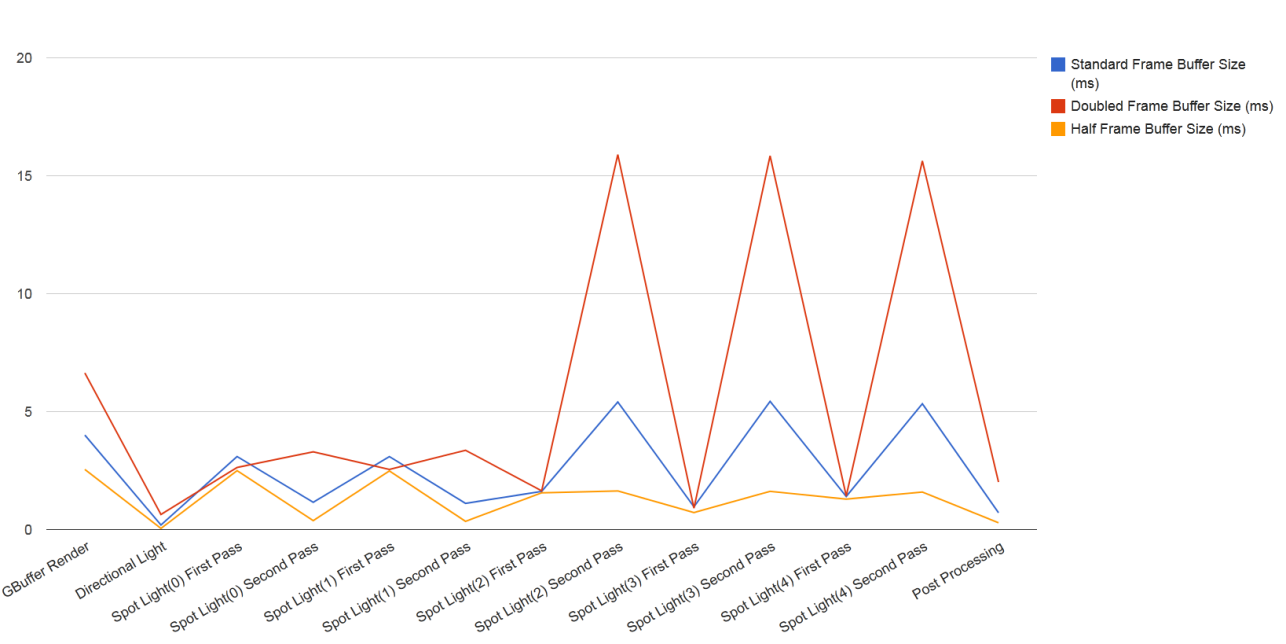 20
15
10
5
0
Standard Frame Buffer Size
(ms)
Doubled Frame Buffer Size (ms)
Half Frame Buffer Size (ms)
GBuffer Render
Directional Light
Spot Light(0) First Pass
Spot Light(0) Second Pass
Spot Light(1) First Pass
Spot Light(1) Second Pass
Spot Light(2) First Pass
Spot Light(2) Second Pass
Spot Light(3) First Pass
Spot Light(3) Second Pass
Spot Light(4) First Pass
Spot Light(4) Second Pass
Post Processing